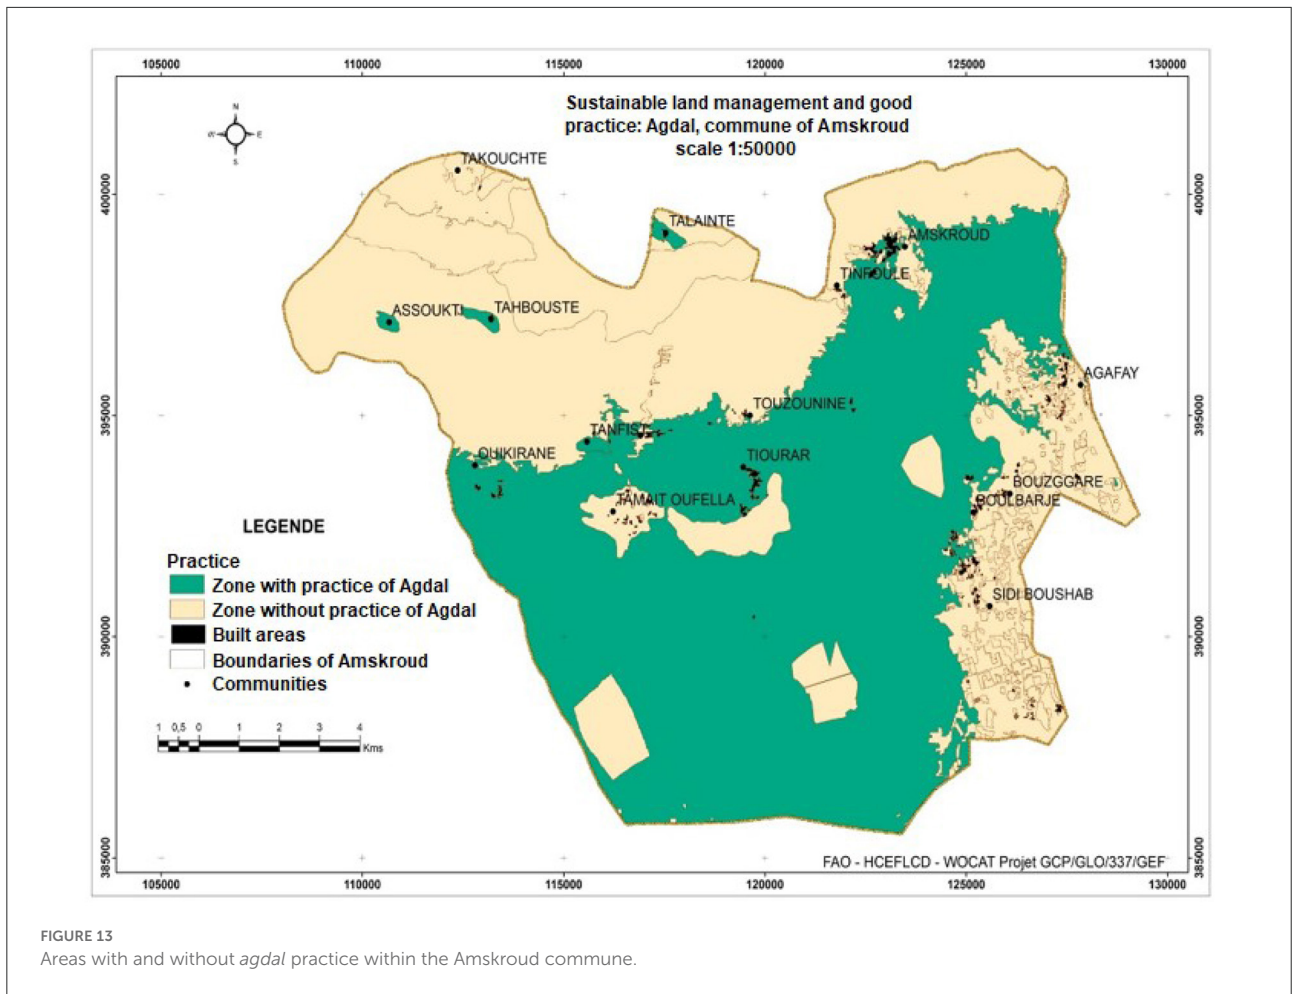 105000 110000 115000 120000 125000 130000
Sustainable land management and good
practice: Agdal, commune of Amskroud
scale 1:50000
N
W E
S
TAKOUCHTE
400000 400000
TALAINTE
AMSKROUD
TINFOULE
ASSOUKTI TAHBOUSTE
AGAFAY
395000 TOUZOUNINE 395000
TANFIST
OUIKIRANE TIOURAR
BOUZGGARE
TAMAIT OUFELLA BOULBARJE
LEGENDE
Practice
Zone with practice of Agdal
SIDI BOUSHAB
Zone without practice of Agdal
Built areas
390000 390000
Boundaries of Amskroud
Communities
1 0,5 0 1 2 3 4
Kms
385000 385000
FAO - HCEFLCD - WOCAT Projet GCP/GLO/337/GEF
105000 110000 115000 120000 125000 130000
FIGURE 13
Areas with and without agdal practice within the Amskroud commune.